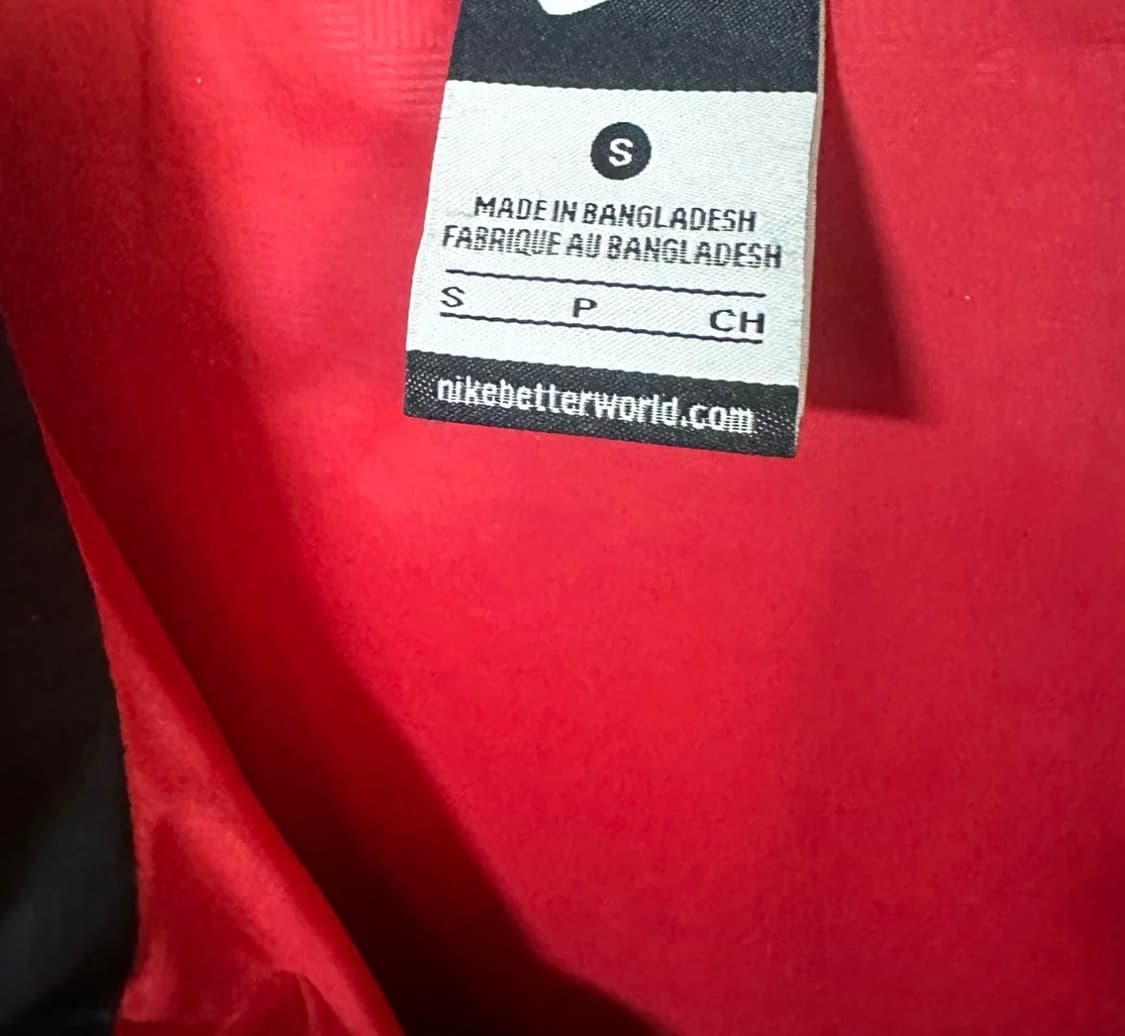 S
MADE IN BANGLADESH
FABRIQUE AU BANGLADESH
S P CH
nikebetterworld.com